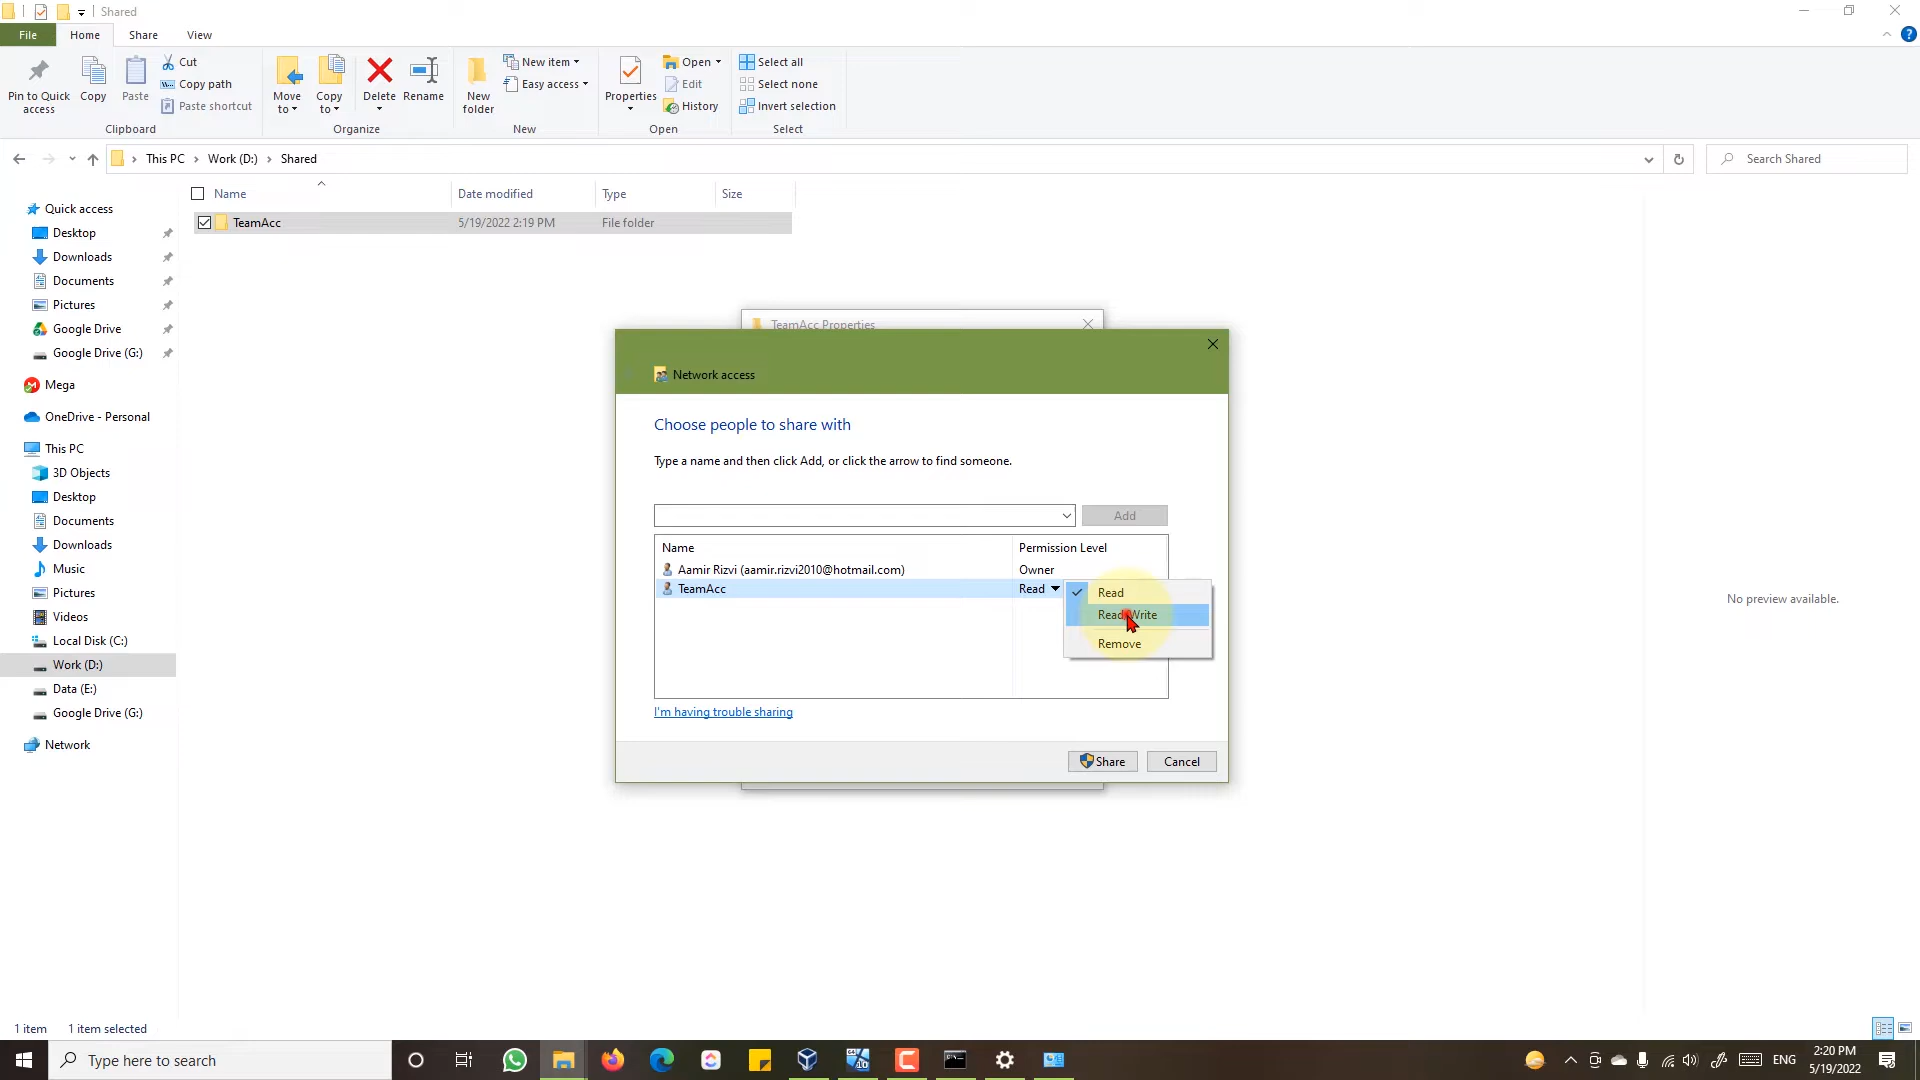 Shared
File Home Share View
Pin to Quick access
Copy
Paste
Cut
Copy path
Paste shortcut
Clipboard
Move to
Copy to
Delete
Rename
Organize
New folder
New item
Easy access
New
Properties
Open
Edit
History
Open
Select all
Select none
Invert selection
Select
This PC Work (D:) Shared
Search Shared
Name Date modified Type Size
TeamAcc 5/19/2022 2:19 PM File folder
Quick access
Desktop
Downloads
Documents
Pictures
Google Drive
Google Drive (G:)
Mega
OneDrive - Personal
This PC
3D Objects
Desktop
Documents
Downloads
Music
Pictures
Videos
Local Disk (C:)
Work (D:)
Data (E:)
Google Drive (G:)
Network
TeamAcc Properties
Network access
Choose people to share with
Type a name and then click Add, or click the arrow to find someone.
Add
Name Permission Level
Aamir Rizvi (aamir.rizvi2010@hotmail.com) Owner
TeamAcc Read
Read
Read/Write
Remove
I'm having trouble sharing
Share Cancel
No preview available.
1 item 1 item selected
Type here to search
ENG
2:20 PM
5/19/2022